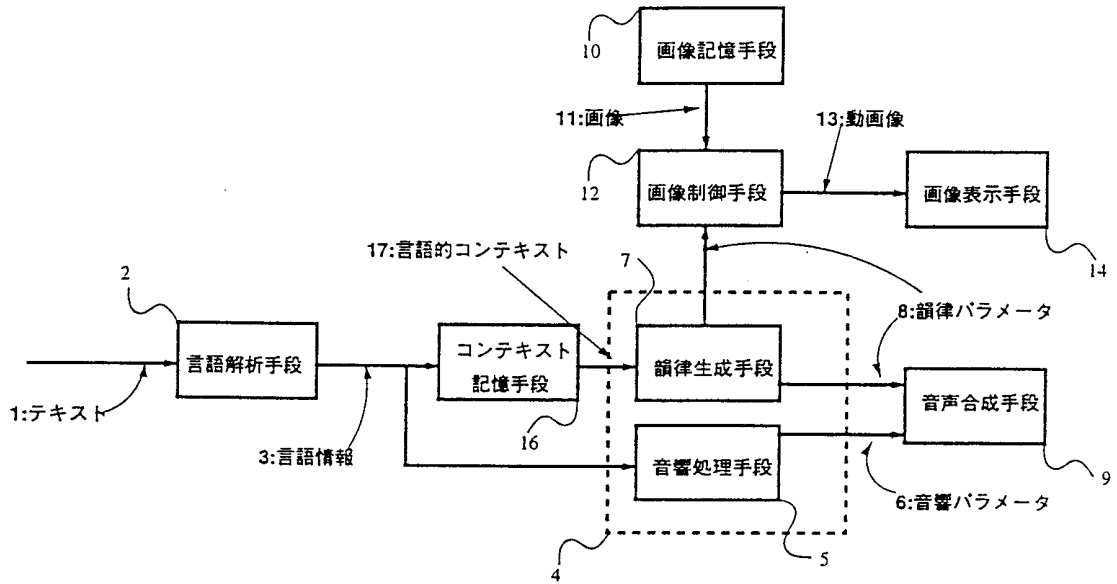 10
画像記憶手段
11:画像
13:動画像
12
画像制御手段
画像表示手段
14
17:言語的コンテキスト
7
2
8:韻律パラメータ
言語解析手段
コンテキスト
記憶手段
韻律生成手段
音声合成手段
1:テキスト
16
3:言語情報
音響処理手段
9
6:音響パラメータ
5
4